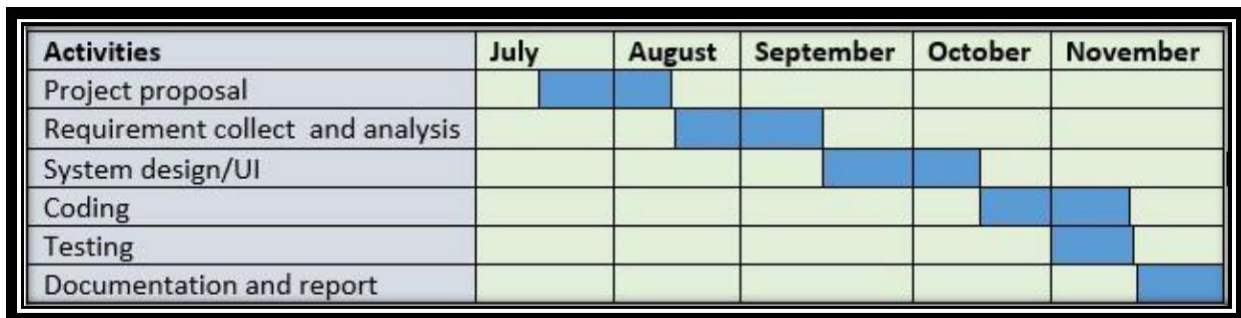 Activities July August September October November
Project proposal
Requirement collect and analysis
System design/UI
Coding
Testing
Documentation and report